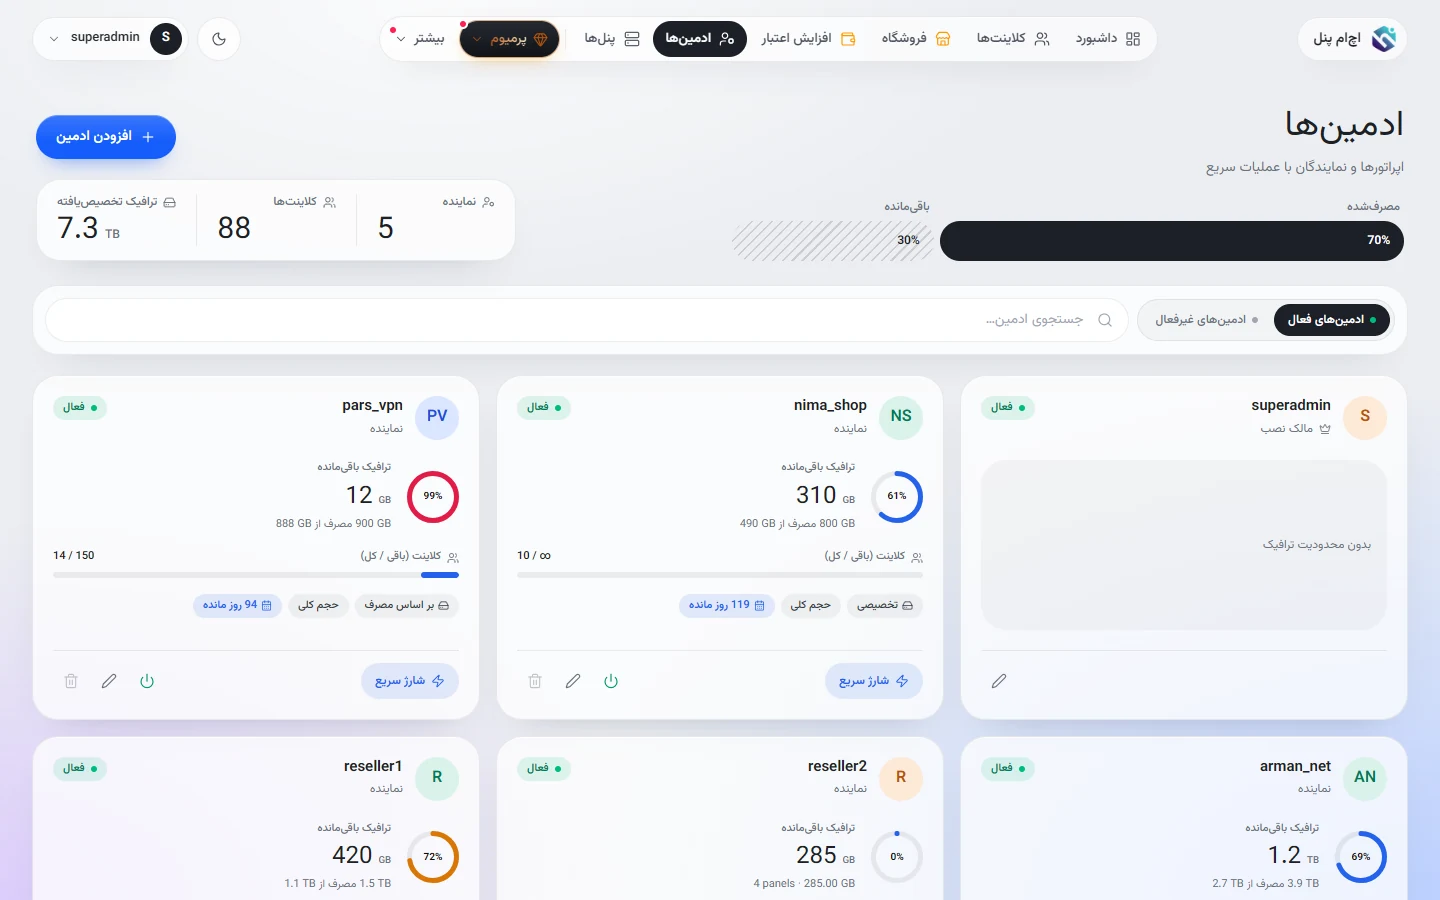 اچ‌ام پنل
داشبورد
کلاینت‌ها
فروشگاه
افزایش اعتبار
ادمین‌ها
پنل‌ها
پرمیوم
بیشتر
S
superadmin
ادمین‌ها
اپراتورها و نمایندگان با عملیات سریع
افزودن ادمین
مصرف‌شده
باقی‌مانده
70%
30%
نماینده
5
کلاینت‌ها
88
ترافیک تخصیص‌یافته
7.3 TB
ادمین‌های فعال
ادمین‌های غیرفعال
جستجوی ادمین...
S
superadmin
مالک نصب
فعال
بدون محدودیت ترافیک
NS
nima_shop
نماینده
فعال
61%
ترافیک باقی‌مانده
310 GB
490 GB مصرف از 800 GB
کلاینت (باقی / کل)
10 / ∞
تخصیصی
حجم کلی
119 روز مانده
شارژ سریع
PV
pars_vpn
نماینده
فعال
99%
ترافیک باقی‌مانده
12 GB
888 GB مصرف از 900 GB
کلاینت (باقی / کل)
14 / 150
بر اساس مصرف
حجم کلی
94 روز مانده
شارژ سریع
AN
arman_net
نماینده
فعال
69%
ترافیک باقی‌مانده
1.2 TB
2.7 TB مصرف از 3.9 TB
R
reseller2
نماینده
فعال
0%
ترافیک باقی‌مانده
285 GB
4 panels · 285.00 GB
R
reseller1
نماینده
فعال
72%
ترافیک باقی‌مانده
420 GB
1.1 TB مصرف از 1.5 TB